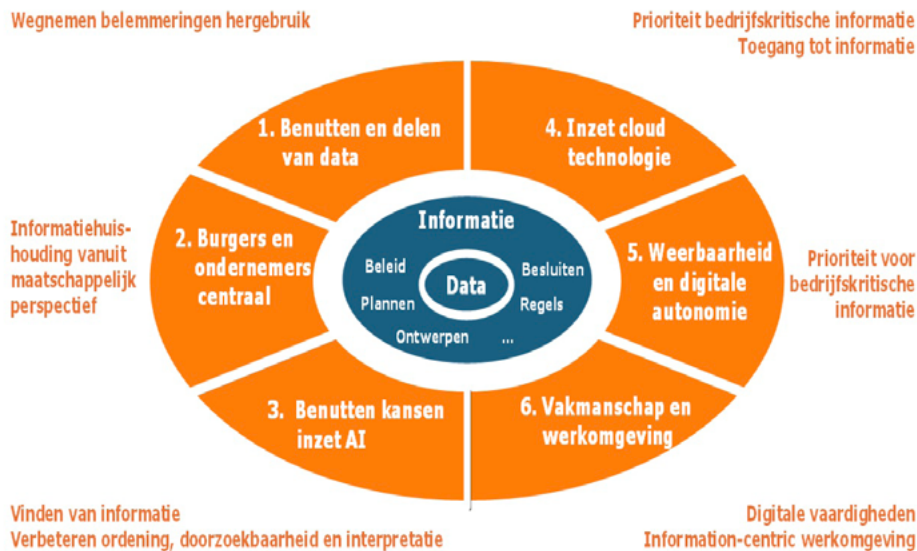 Wegnemen belemmeringen hergebruik
Prioriteit bedrijfskritische informatie
Toegang tot informatie
1. Benutten en delen
van data
4. Inzet cloud
technologie
Informatiehuis-
houding vanuit
maatschappelijk
perspectief
2. Burgers en
ondernemers
centraal
Informatie
Beleid
Besluiten
Data
Plannen
Regels
Ontwerpen
...
5. Weerbaarheid
en digitale
autonomie
Prioriteit voor
bedrijfskritische
informatie
3. Benutten kansen
inzet AI
6. Vakmanschap en
werkomgeving
Vinden van informatie
Verbeteren ordening, doorzoekbaarheid en interpretatie
Digitale vaardigheden
Information-centric werkomgeving